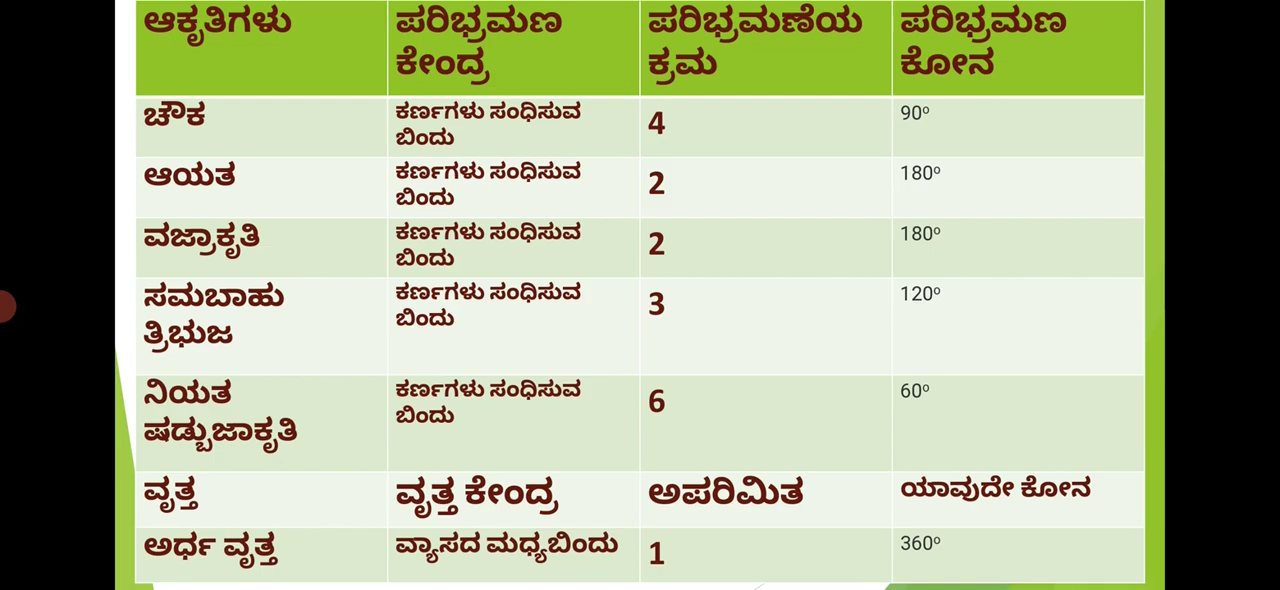 ಆಕೃತಿಗಳು ಪರಿಭ್ರಮಣ ಪರಿಭ್ರಮಣೆಯ ಪರಿಭ್ರಮಣ
ಕೇಂದ್ರ ಕ್ರಮ ಕೋನ
ಚೌಕ ಕರ್ಣಗಳು ಸಂಧಿಸುವ 4 90º
ಬಿಂದು
ಆಯತ ಕರ್ಣಗಳು ಸಂಧಿಸುವ 2 180º
ಬಿಂದು
ವಜ್ರಾಕೃತಿ ಕರ್ಣಗಳು ಸಂಧಿಸುವ 2 180º
ಬಿಂದು
ಸಮಬಾಹು ಕರ್ಣಗಳು ಸಂಧಿಸುವ 3 120º
ತ್ರಿಭುಜ ಬಿಂದು
ನಿಯತ ಕರ್ಣಗಳು ಸಂಧಿಸುವ 6 60º
ಷಡ್ಬುಜಾಕೃತಿ ಬಿಂದು
ವೃತ್ತ ವೃತ್ತ ಕೇಂದ್ರ ಅಪರಿಮಿತ ಯಾವುದೇ ಕೋನ
ಅರ್ಧ ವೃತ್ತ ವ್ಯಾಸದ ಮಧ್ಯಬಿಂದು 1 360º